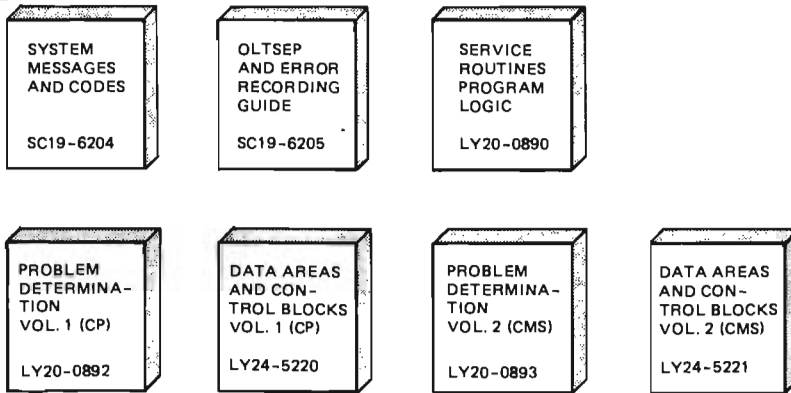 SYSTEM
MESSAGES
AND CODES
SC19-6204
OLTSEP
AND ERROR
RECORDING
GUIDE
SC19-6205
SERVICE
ROUTINES
PROGRAM
LOGIC
LY20-0890
PROBLEM
DETERMINA-
TION
VOL. 1 (CP)
LY20-0892
DATA AREAS
AND CON-
TROL BLOCKS
VOL. 1 (CP)
LY24-5220
PROBLEM
DETERMINA-
TION
VOL. 2 (CMS)
LY20-0893
DATA AREAS
AND CON-
TROL BLOCKS
VOL. 2 (CMS)
LY24-5221